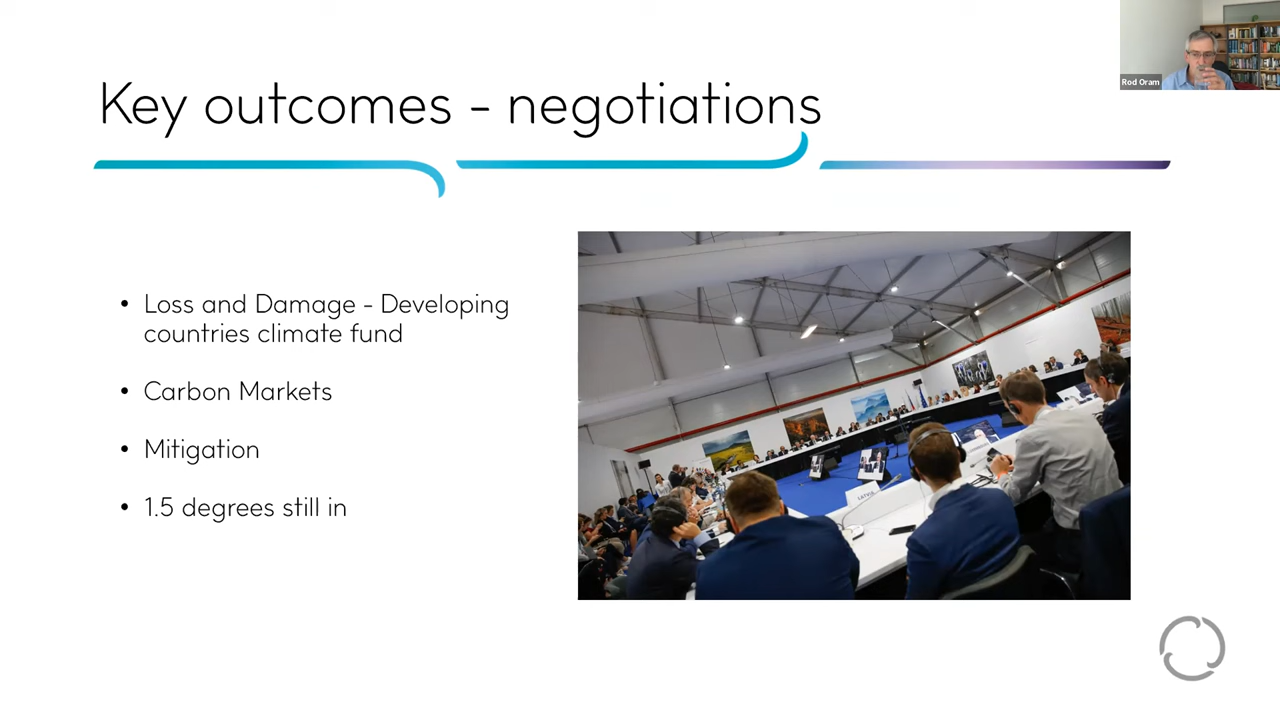 Rod Oram
Key outcomes - negotiations
• Loss and Damage - Developing
countries climate fund
• Carbon Markets
• Mitigation
• 1.5 degrees still in
LATVIA